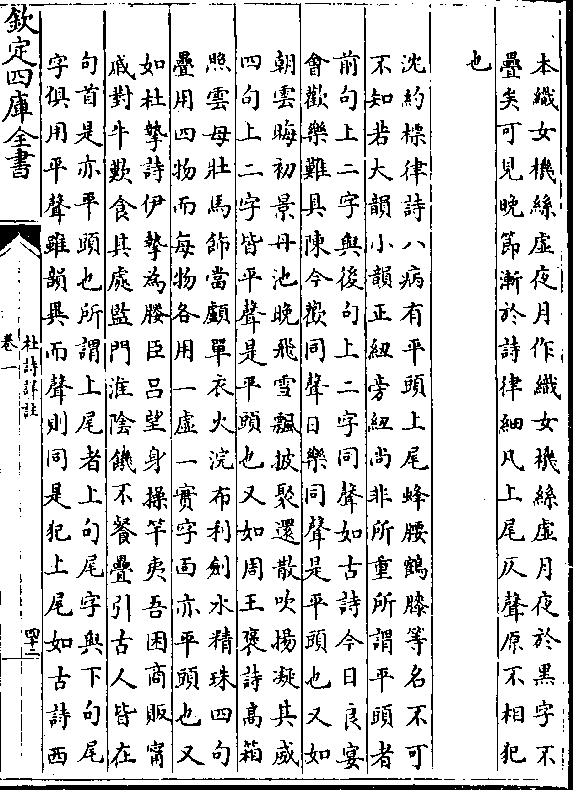 本織女機絲虛夜月作織女機絲虛月夜於黑字不
疊矣可見晚節漸於詩律細凡上尾仄聲原不相犯
也
沈約標律詩八病有平頭上尾蜂腰鶴膝等名不可
不知若大韻小韻正紐旁紐尚非所重所謂平頭者
前句上二字與後句上二字同聲如古詩今日良宴
會歡樂難具陳今歡同聲日樂同聲是平頭也又如
朝雲晦初景丹池晚飛雪飄披聚還散吹揚凝其威
四句上二字皆平聲是平頭也又如周王褒詩高箱
照雲母壯馬飾當顱單衣火浣布利劍水精珠四句
疊用四物而每物各用一虛一實字面亦平頭也又
如杜摯詩伊摯為媵臣呂望身操竿夷吾困商販甯
戚對牛歎食其處監門淮陰饑不餐疊引古人皆在
句首是亦平頭也所謂上尾者上句尾字與下句尾
字俱用平聲雖韻異而聲則同是犯上尾如古詩西
欽定四庫全書
杜詩詳註
卷一
四十二